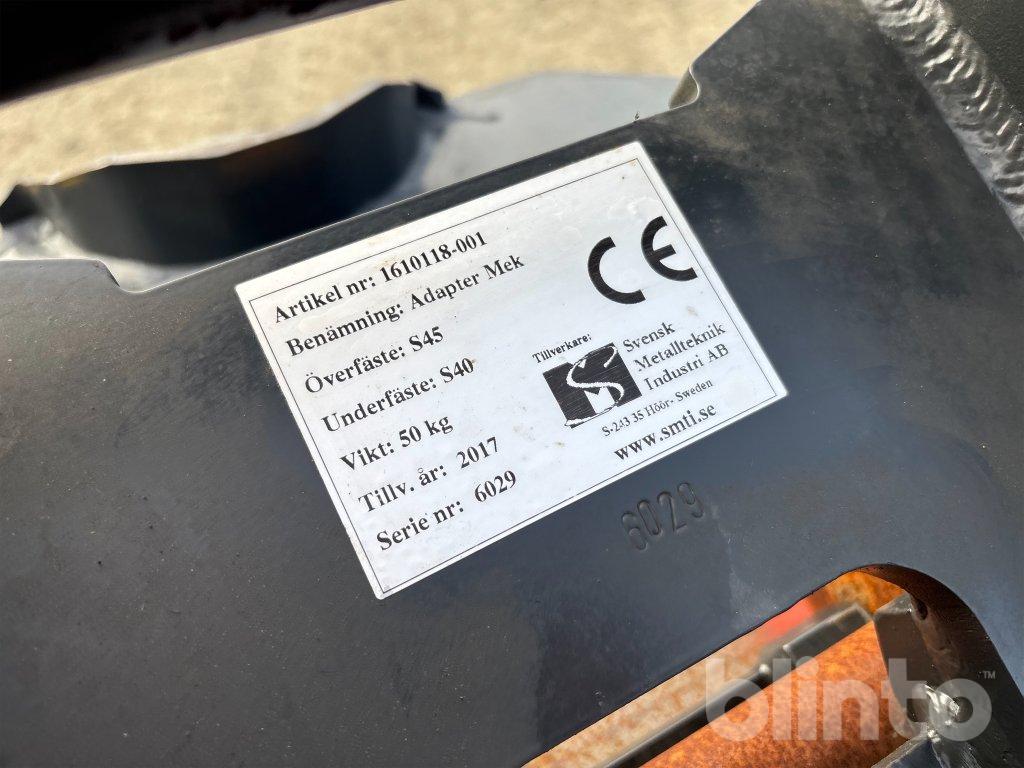 Artikel nr: 1610118-001
Benämning: Adapter Mek
Överfäste: S45
Underfäste: S40
Vikt: 50 kg
Tillv. år: 2017
Serie nr: 6029
CE
Tillverkare:
Svensk
Metallteknik
Industri AB
S-243 35 Höör- Sweden
www.smti.se
6029
blinto™